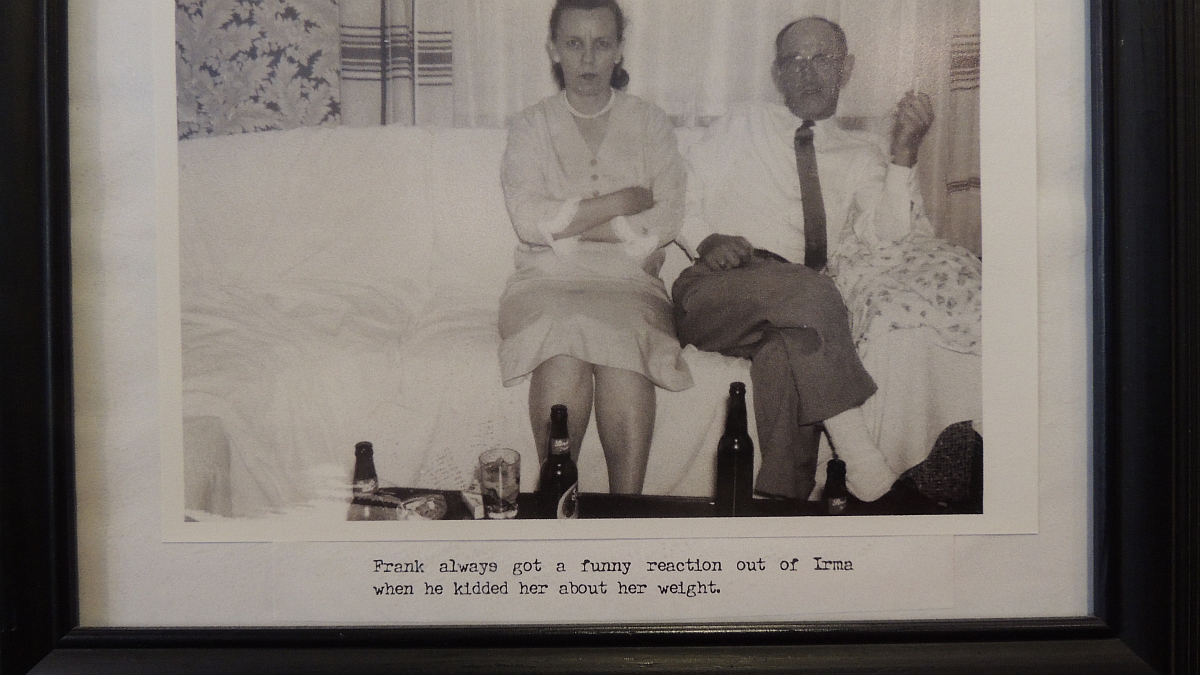 Frank always got a funny reaction out of Irma
when he kidded her about her weight.